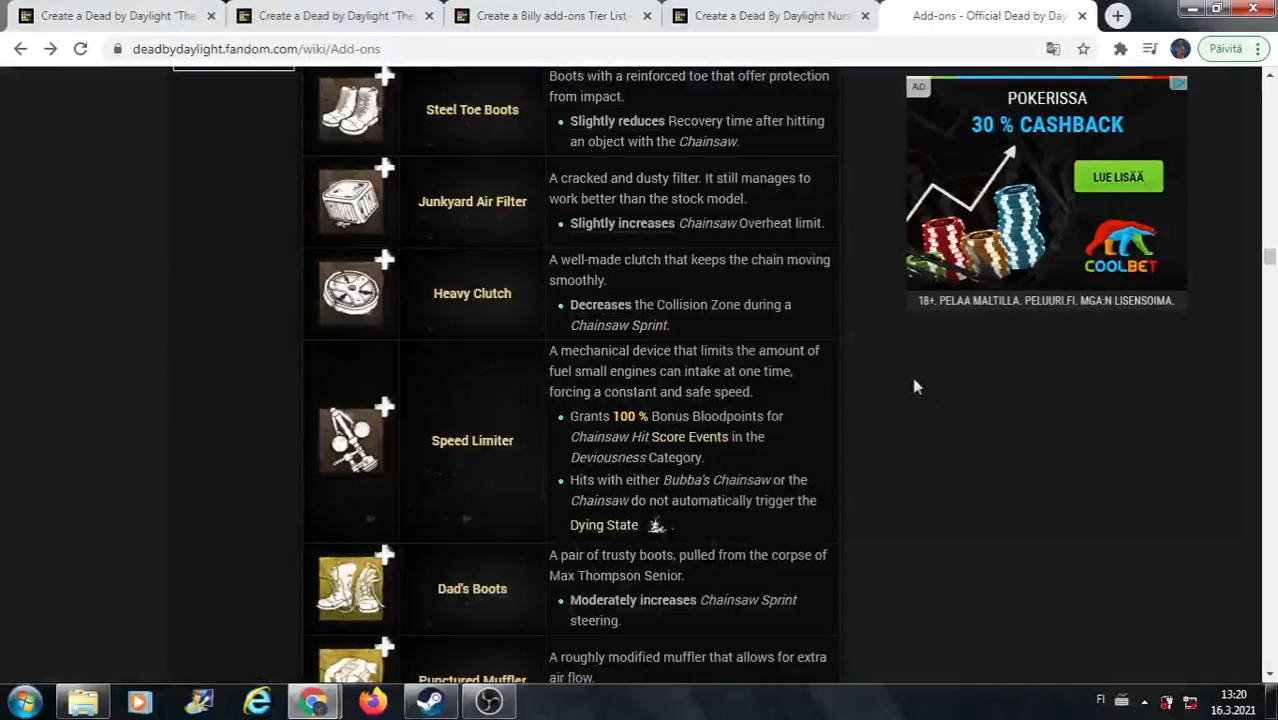 Create a Dead by Daylight "The
Create a Dead by Daylight "The
Create a Billy add-ons Tier List -
Create a Dead By Daylight Nurs
Add-ons - Official Dead by Day
deadbydaylight.fandom.com/wiki/Add-ons
Päivitä
Steel Toe Boots
Boots with a reinforced toe that offer protection
from impact.
Slightly reduces Recovery time after hitting
an object with the Chainsaw.
Junkyard Air Filter
A cracked and dusty filter. It still manages to
work better than the stock model.
Slightly increases Chainsaw Overheat limit.
Heavy Clutch
A well-made clutch that keeps the chain moving
smoothly.
Decreases the Collision Zone during a
Chainsaw Sprint.
Speed Limiter
A mechanical device that limits the amount of
fuel small engines can intake at one time,
forcing a constant and safe speed.
Grants 100 % Bonus Bloodpoints for
Chainsaw Hit Score Events in the
Deviousness Category.
Hits with either Bubba's Chainsaw or the
Chainsaw do not automatically trigger the
Dying State .
Dad's Boots
A pair of trusty boots, pulled from the corpse of
Max Thompson Senior.
Moderately increases Chainsaw Sprint
steering.
Punctured Muffler
A roughly modified muffler that allows for extra
air flow.
AD
POKERISSA
30 % CASHBACK
LUE LISÄÄ
COOLBET
18+. PELAA MALTILLA. PELUURI.FI. MGA:N LISENSOIMA.
FI
13:20
16.3.2021